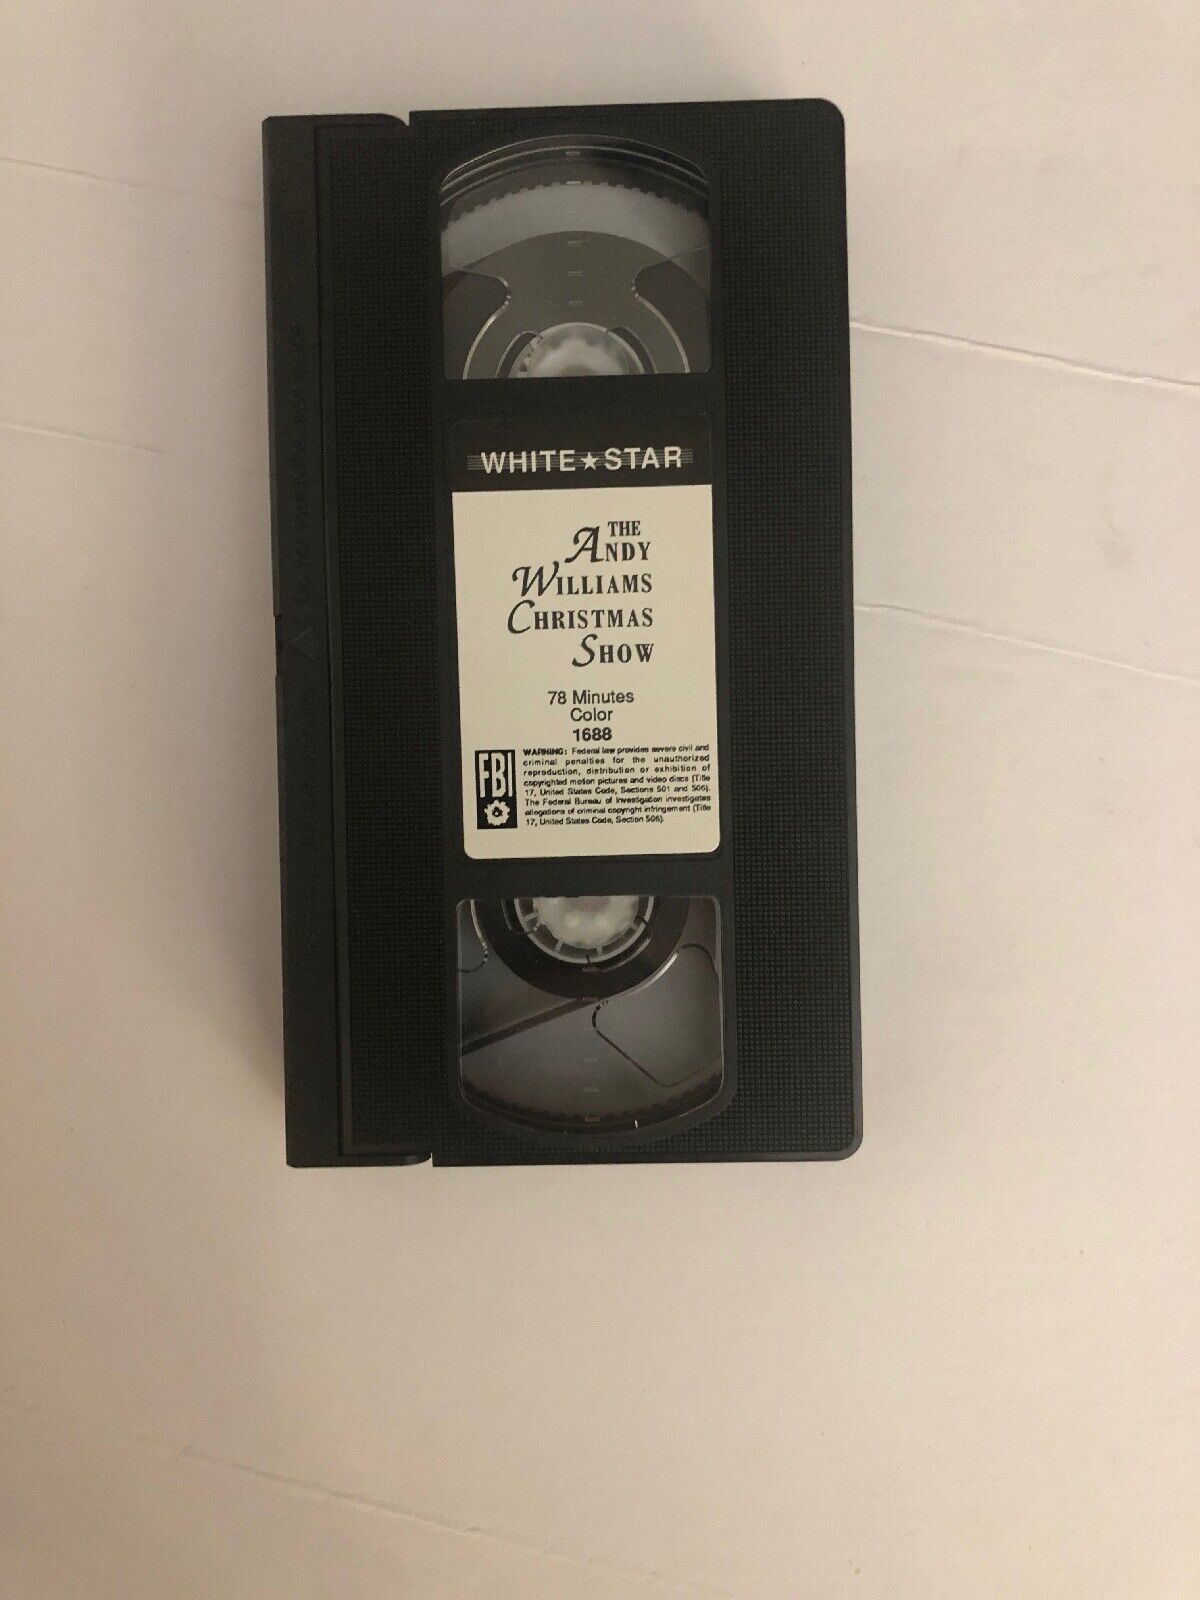 WHITE★STAR
THE
ANDY
WILLIAMS
CHRISTMAS
SHOW
78 Minutes
Color
1688
FBI
WARNING: Federal law provides severe civil and
criminal penalties for the unauthorized
reproduction, distribution or exhibition of
copyrighted motion pictures and video discs (Title
17, United States Code, Sections 501 and 506).
The Federal Bureau of Investigation investigates
allegations of criminal copyright infringement (Title
17, United States Code, Section 506).